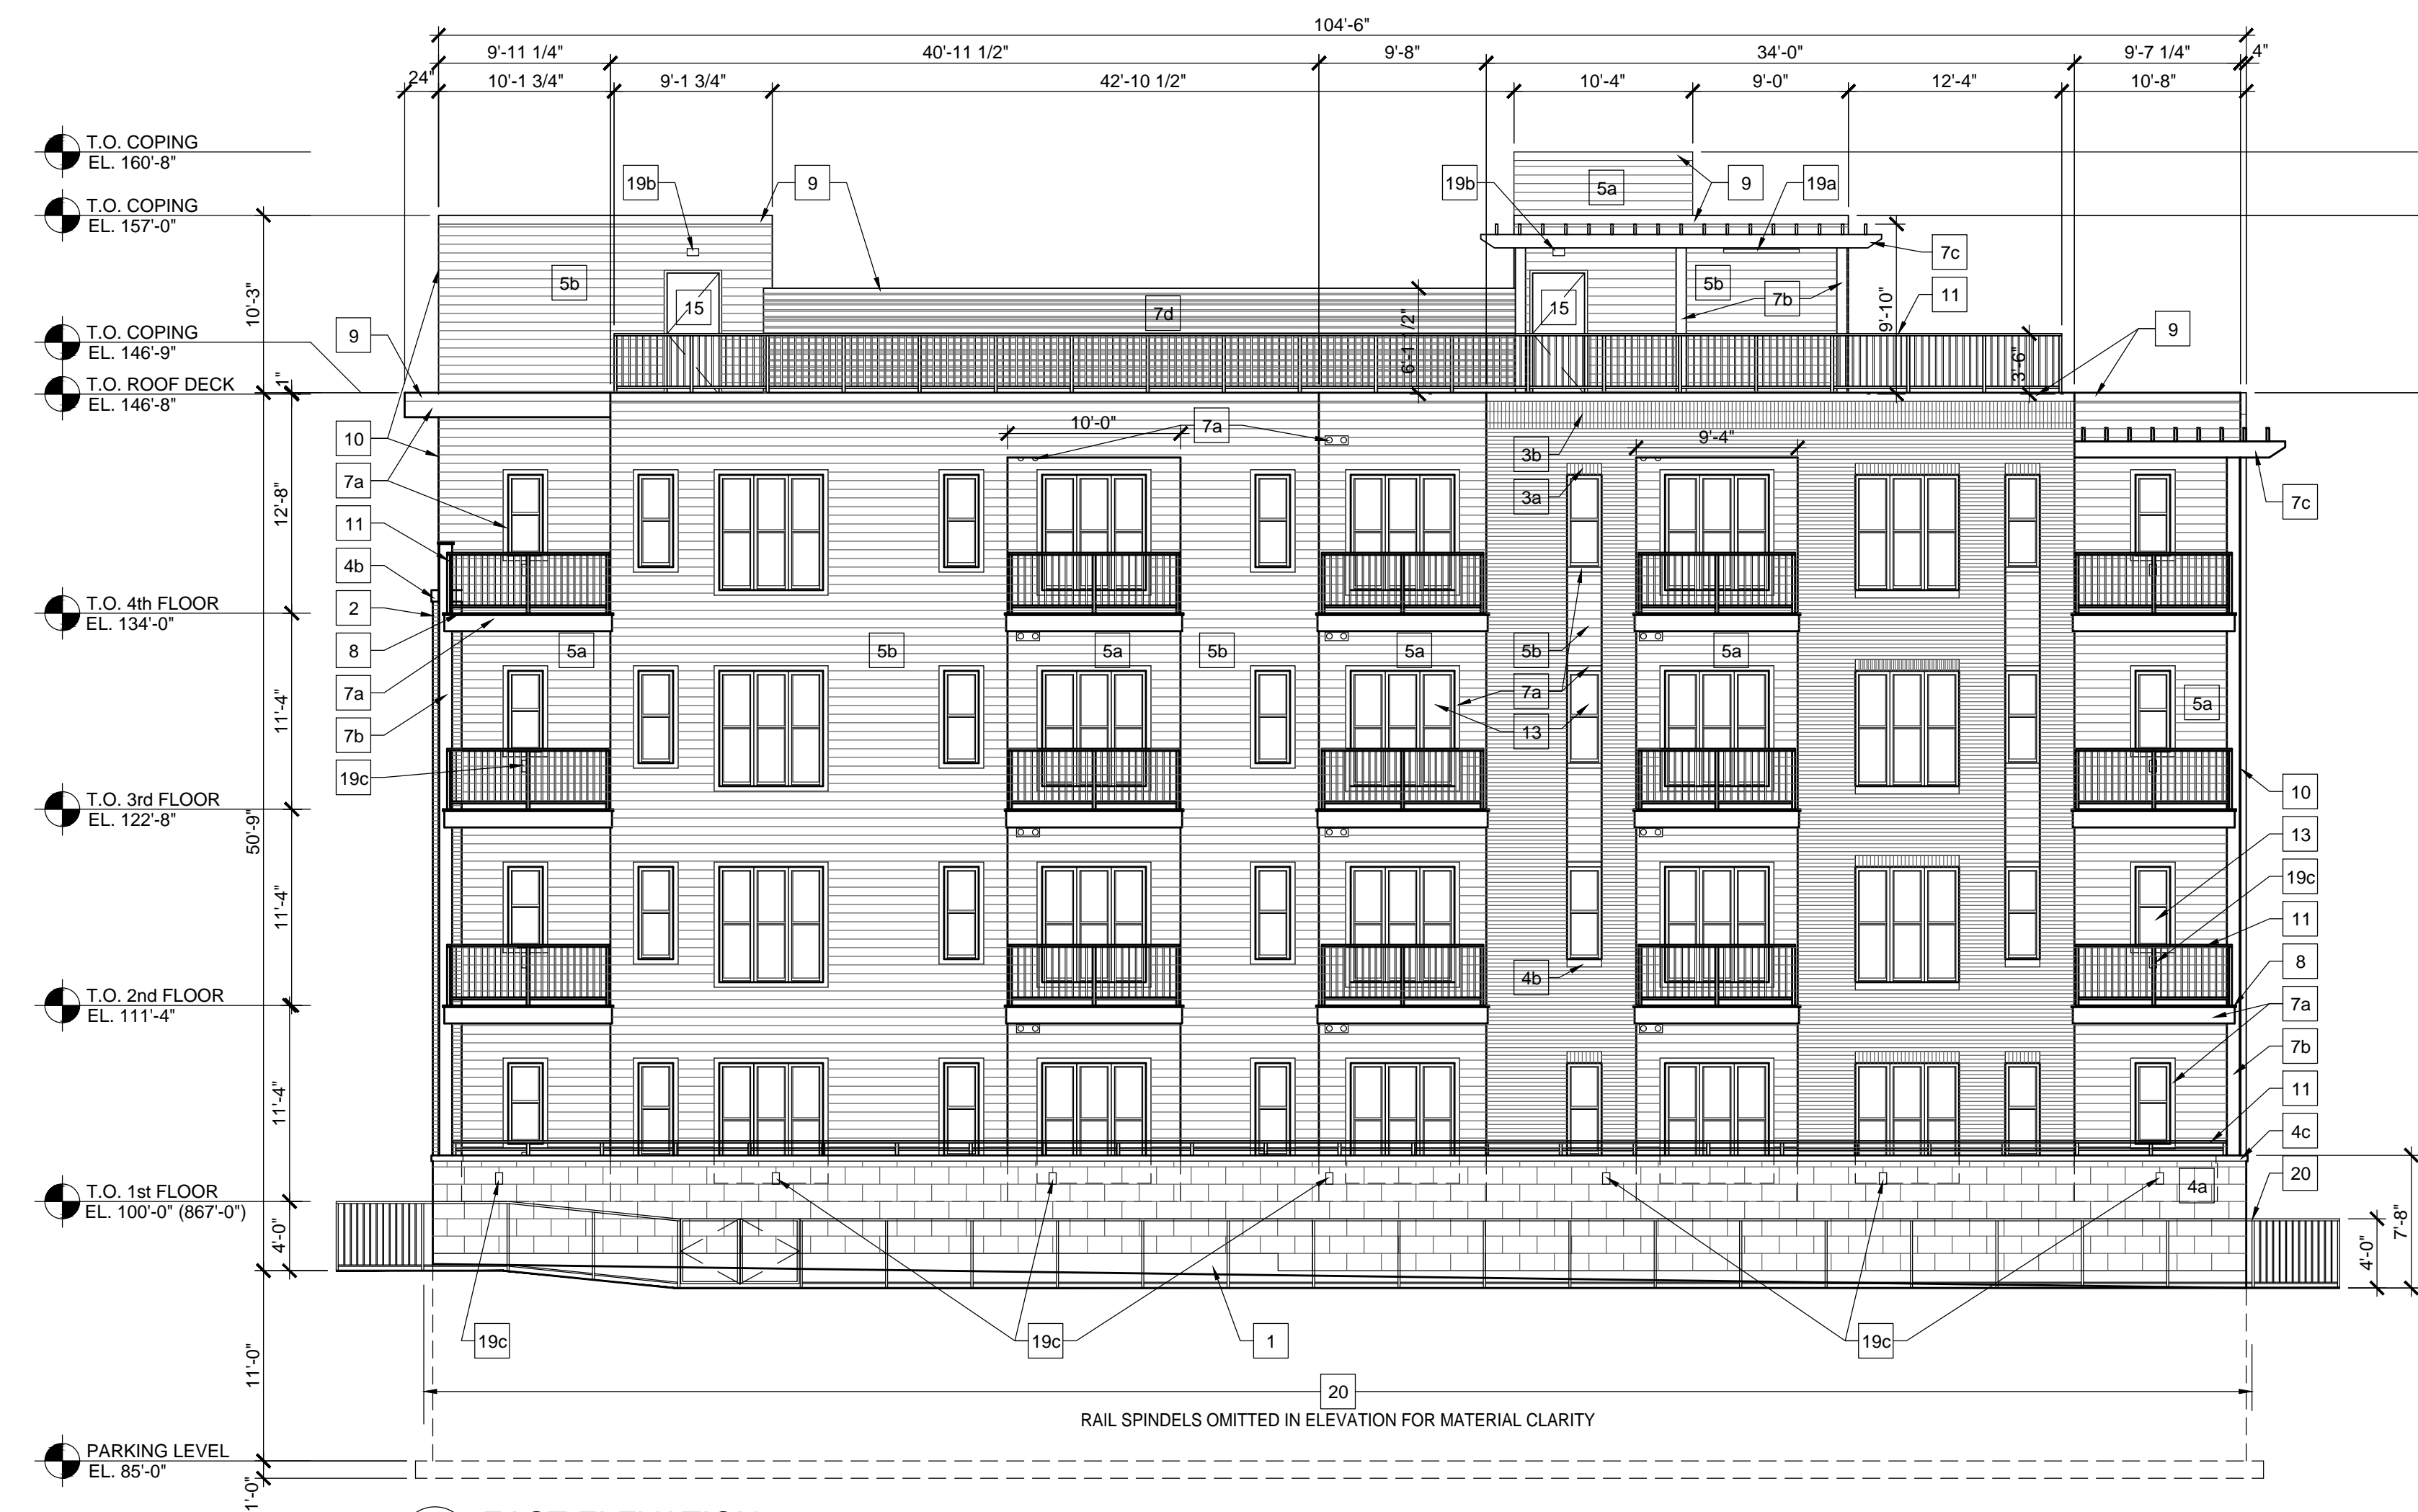 104'-6"
9'-11 1/4"
40'-11 1/2"
9'-8"
34'-0"
9'-7 1/4"
4"
24"
10'-1 3/4"
9'-1 3/4"
42'-10 1/2"
10'-4"
9'-0"
12'-4"
10'-8"
T.O. COPING
EL. 160'-8"
19b
9
19b
5a
9
19a
T.O. COPING
EL. 157'-0"
7c
5b
5b
10'-3"
15
7d
15
7b
11
9'-10"
6'-1 1/2"
3'-6"
9
9
T.O. COPING
EL. 146'-9"
T.O. ROOF DECK
EL. 146'-8"
1"
10
7a
11
4b
2
8
7a
7b
19c
12'-8"
10'-0"
7a
3b
3a
9'-4"
7c
T.O. 4th FLOOR
EL. 134'-0"
5a
5b
5a
5b
5a
5b
5a
7a
13
5a
11'-4"
T.O. 3rd FLOOR
EL. 122'-8"
50'-9"
11'-4"
10
13
19c
11
8
7a
7b
11
4c
20
4b
T.O. 2nd FLOOR
EL. 111'-4"
11'-4"
T.O. 1st FLOOR
EL. 100'-0" (867'-0")
4a
4'-0"
4'-0"
7'-8"
19c
19c
1
19c
11'-0"
20
RAIL SPINDELS OMITTED IN ELEVATION FOR MATERIAL CLARITY
PARKING LEVEL
EL. 85'-0"
1'-0"